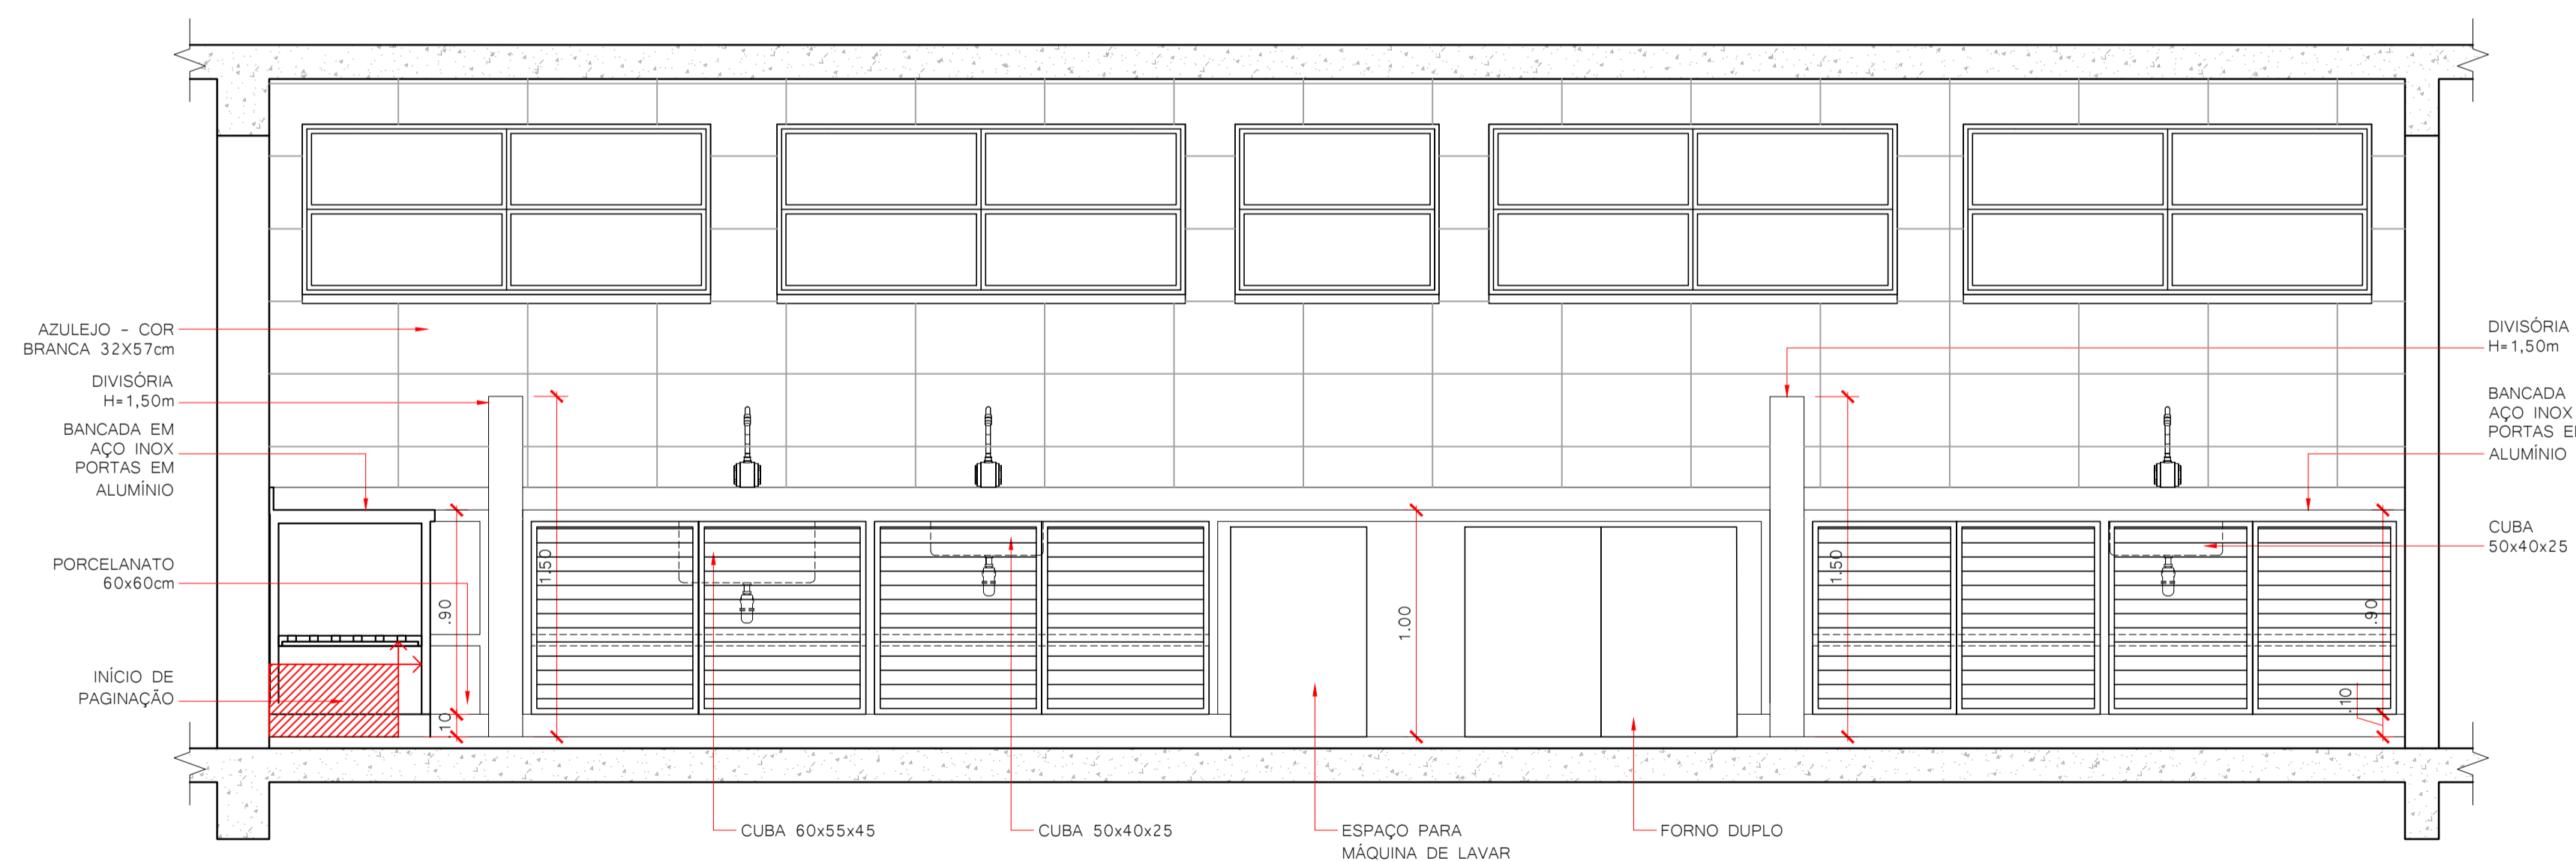 AZULEJO - COR
BRANCA 32X57cm
DIVISÓRIA
H=1,50m
BANCADA EM
AÇO INOX
PORTAS EM
ALUMÍNIO
PORCELANATO
60x60cm
INÍCIO DE
PAGINAÇÃO
.90
.10
1.50
1.00
1.50
.90
.10
DIVISÓRIA
H=1,50m
BANCADA
AÇO INOX
PORTAS E
ALUMÍNIO
CUBA
50x40x25
CUBA 60x55x45
CUBA 50x40x25
ESPAÇO PARA
MÁQUINA DE LAVAR
FORNO DUPLO